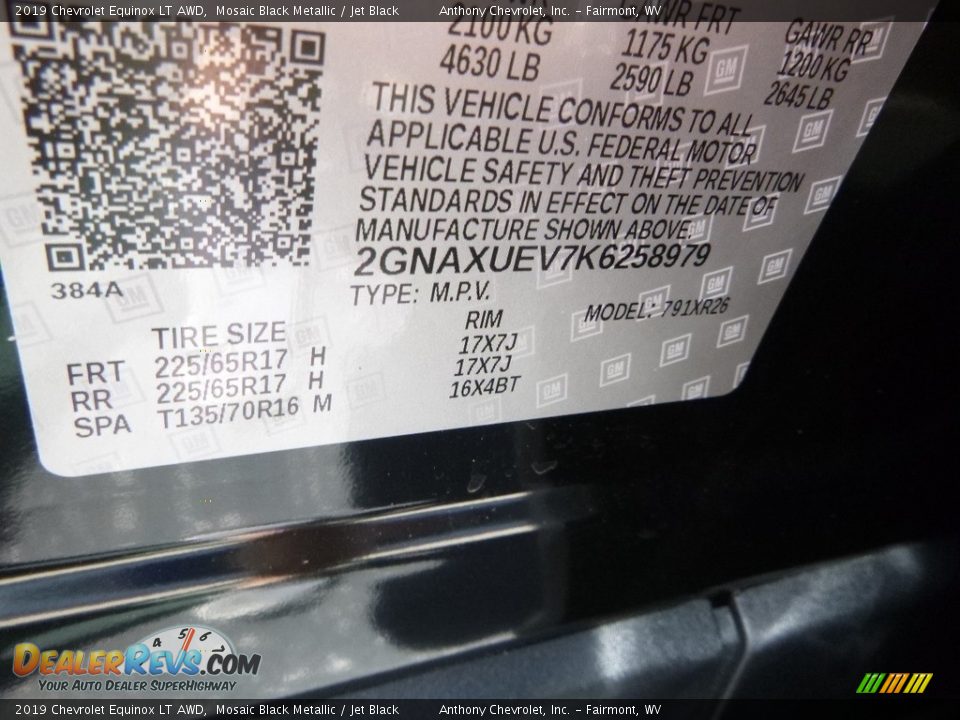 2019 Chevrolet Equinox LT AWD, Mosaic Black Metallic / Jet Black Anthony Chevrolet, Inc. - Fairmont, WV
GAWR FRT GAWR RR
2100 KG 1175 KG 1200 KG
4630 LB 2590 LB 2645 LB
THIS VEHICLE CONFORMS TO ALL
APPLICABLE U.S. FEDERAL MOTOR
VEHICLE SAFETY AND THEFT PREVENTION
STANDARDS IN EFFECT ON THE DATE OF
MANUFACTURE SHOWN ABOVE.
2GNAXUEV7K6258979
384A
TYPE: M.P.V. MODEL: 791XR26
TIRE SIZE RIM
FRT 225/65R17 H 17X7J
RR 225/65R17 H 17X7J
SPA T135/70R16 M 16X4BT
GM
4 5 6
DEALERREVS.COM
YOUR AUTO DEALER SUPERHIGHWAY
2019 Chevrolet Equinox LT AWD, Mosaic Black Metallic / Jet Black Anthony Chevrolet, Inc. - Fairmont, WV